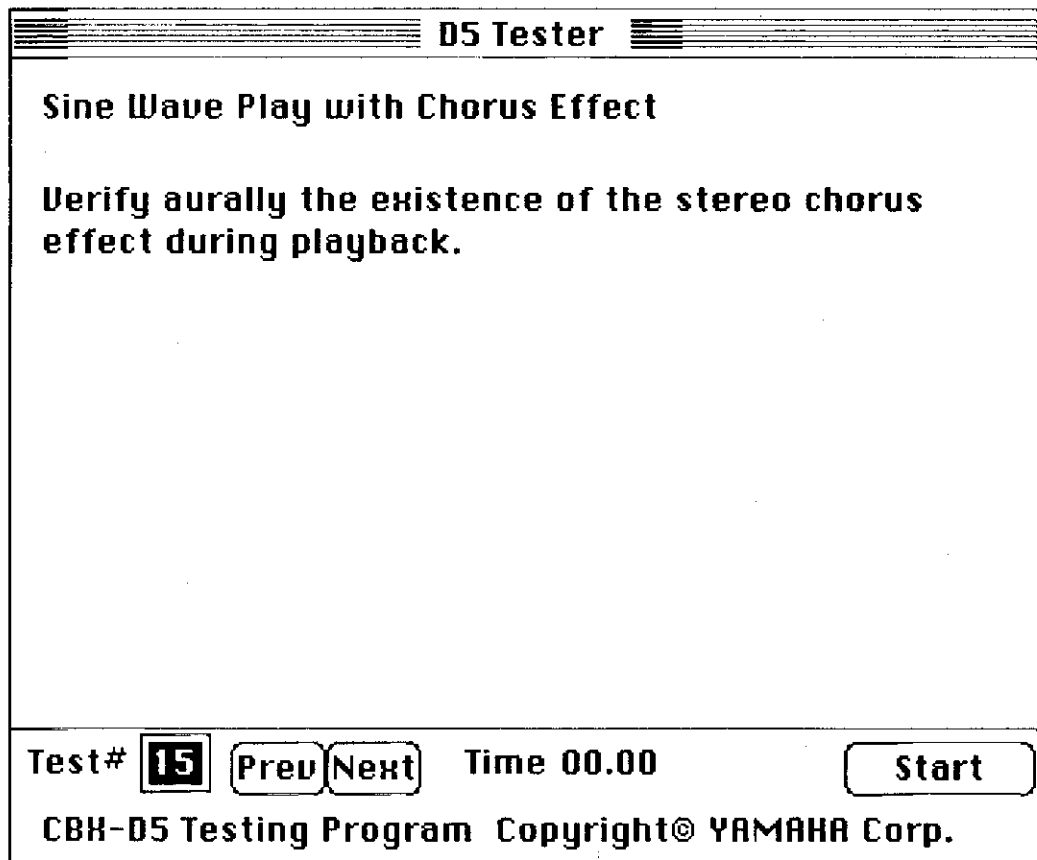 D5 Tester
Sine Wave Play with Chorus Effect
Verify aurally the existence of the stereo chorus
effect during playback.
Test# 15 Prev Next Time 00.00 Start
CBX-D5 Testing Program Copyright© YAMAHA Corp.